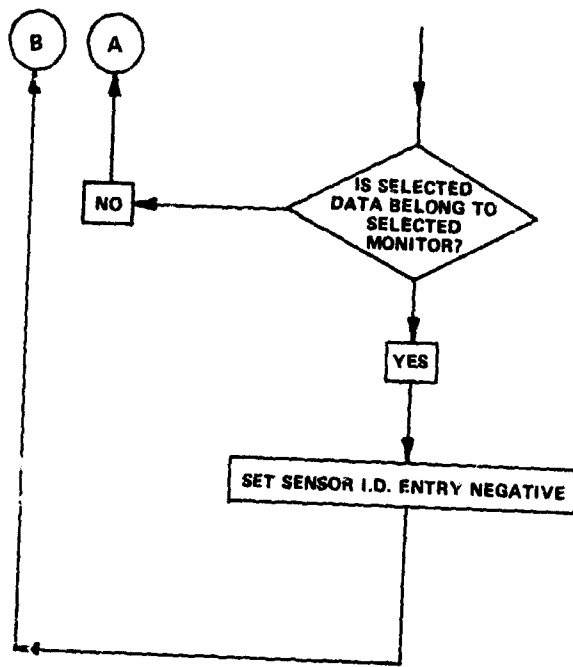 B
A
IS SELECTED
DATA BELONG TO
SELECTED
MONITOR?
NO
YES
SET SENSOR I.D. ENTRY NEGATIVE